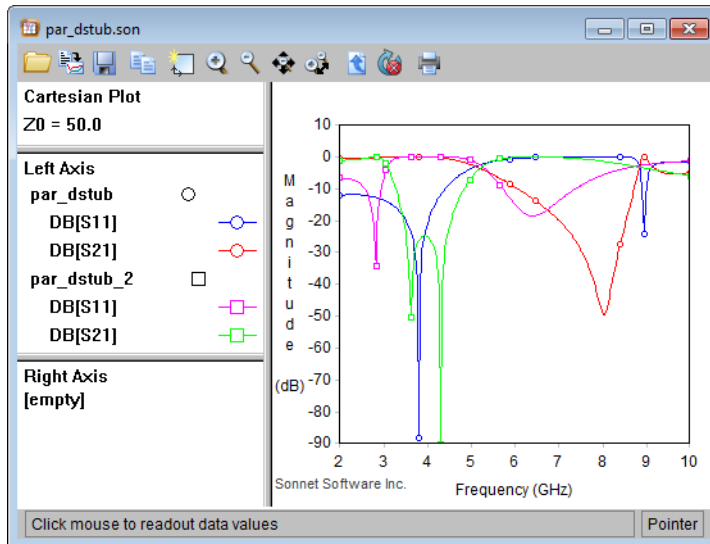 par_dstub.son
Cartesian Plot
Z0 = 50.0
Left Axis
par_dstub
DB[S11]
DB[S21]
par_dstub_2
DB[S11]
DB[S21]
Right Axis
[empty]
Magnitude
(dB)
10
0
-10
-20
-30
-40
-50
-60
-70
-80
-90
2 3 4 5 6 7 8 9 10
Sonnet Software Inc.
Frequency (GHz)
Click mouse to readout data values
Pointer